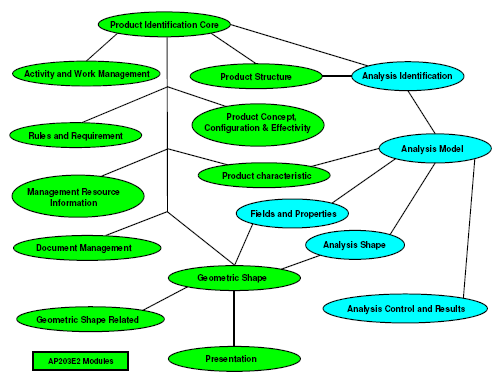 Product Identification Core
Activity and Work Management
Product Structure
Analysis Identification
Product Concept,
Configuration & Effectivity
Rules and Requirement
Analysis Model
Product characteristic
Management Resource
Information
Fields and Properties
Document Management
Analysis Shape
Geometric Shape
Geometric Shape Related
Analysis Control and Results
Presentation
AP203E2 Modules